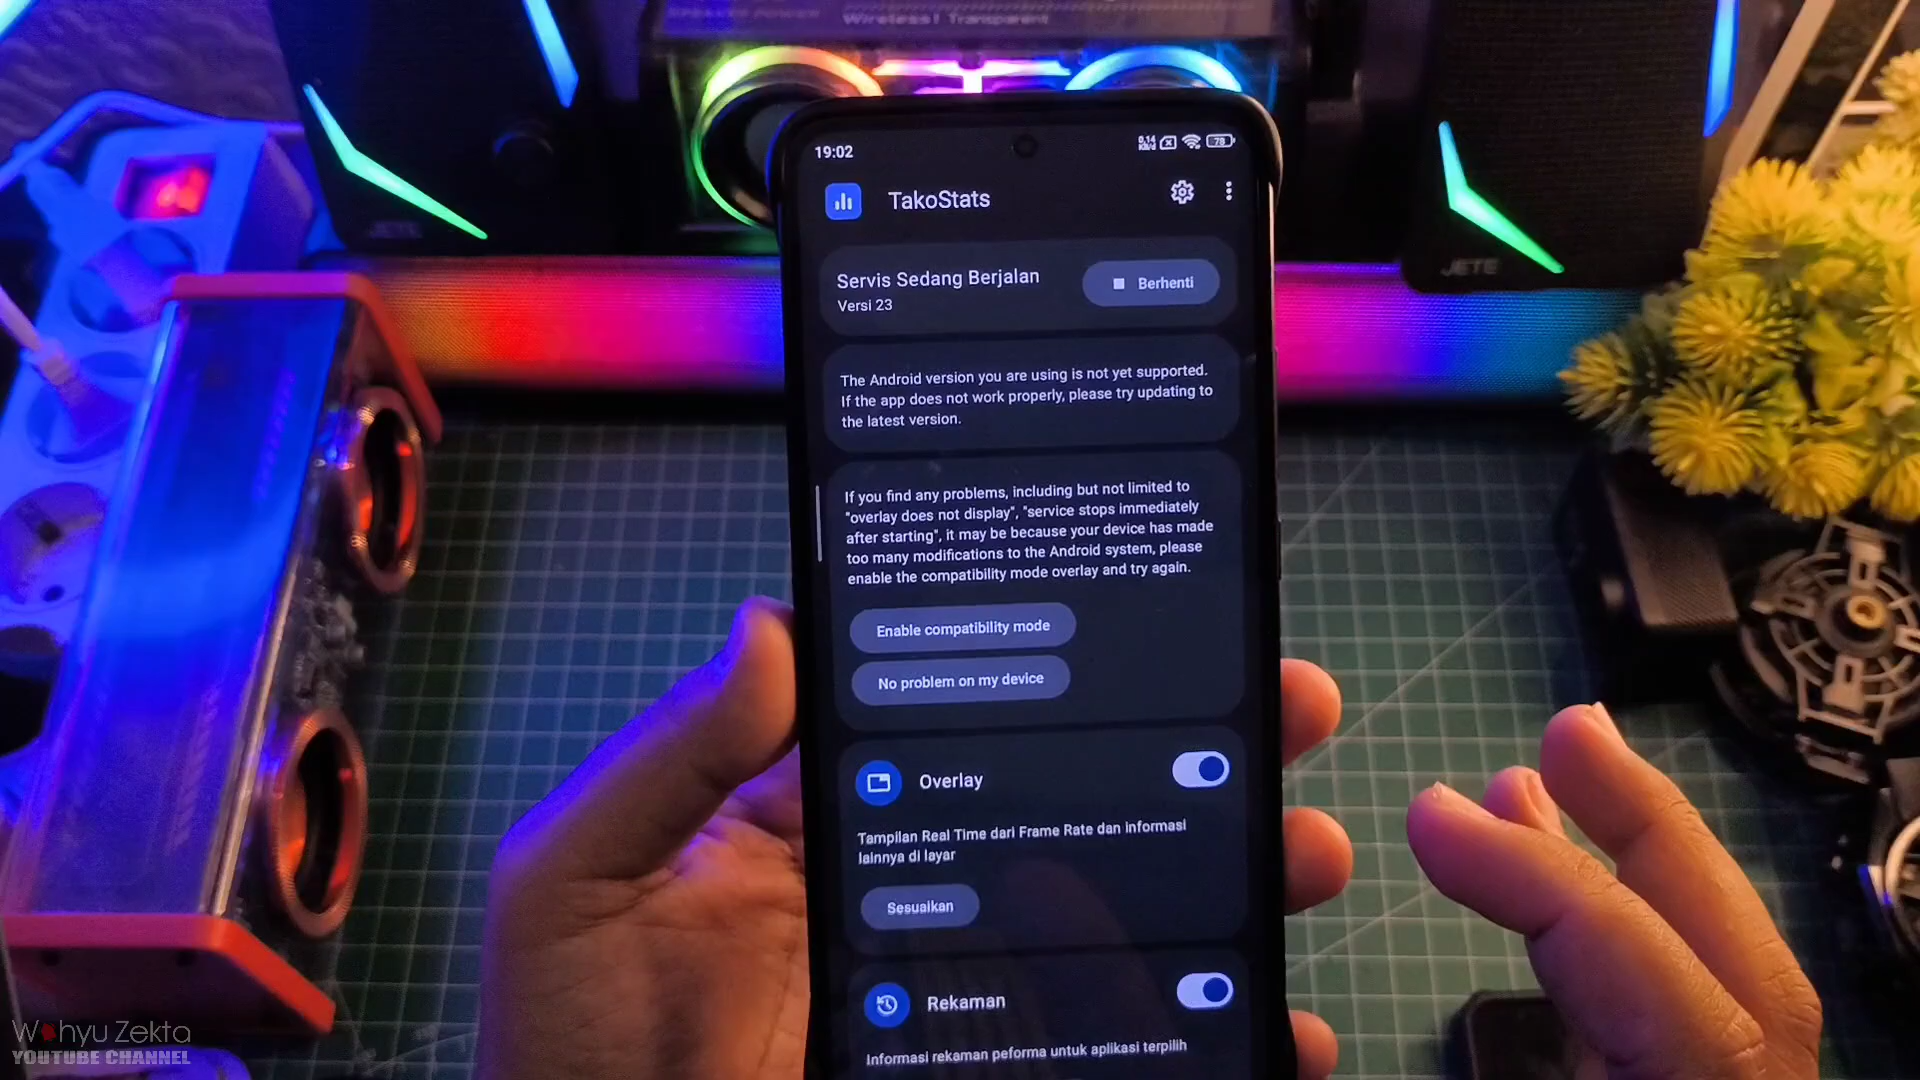 Wireless! Transparent
19:02
78
TakoStats
Servis Sedang Berjalan
Versi 23
Berhenti
The Android version you are using is not yet supported.
If the app does not work properly, please try updating to
the latest version.
If you find any problems, including but not limited to
"overlay does not display", "service stops immediately
after starting", it may be because your device has made
too many modifications to the Android system, please
enable the compatibility mode overlay and try again.
Enable compatibility mode
No problem on my device
Overlay
Tampilan Real Time dari Frame Rate dan informasi
lainnya di layar
Sesuaikan
Rekaman
Informasi rekaman peforma untuk aplikasi terpilih
JETE
JETE
Wahyu Zekta
YOUTUBE CHANNEL